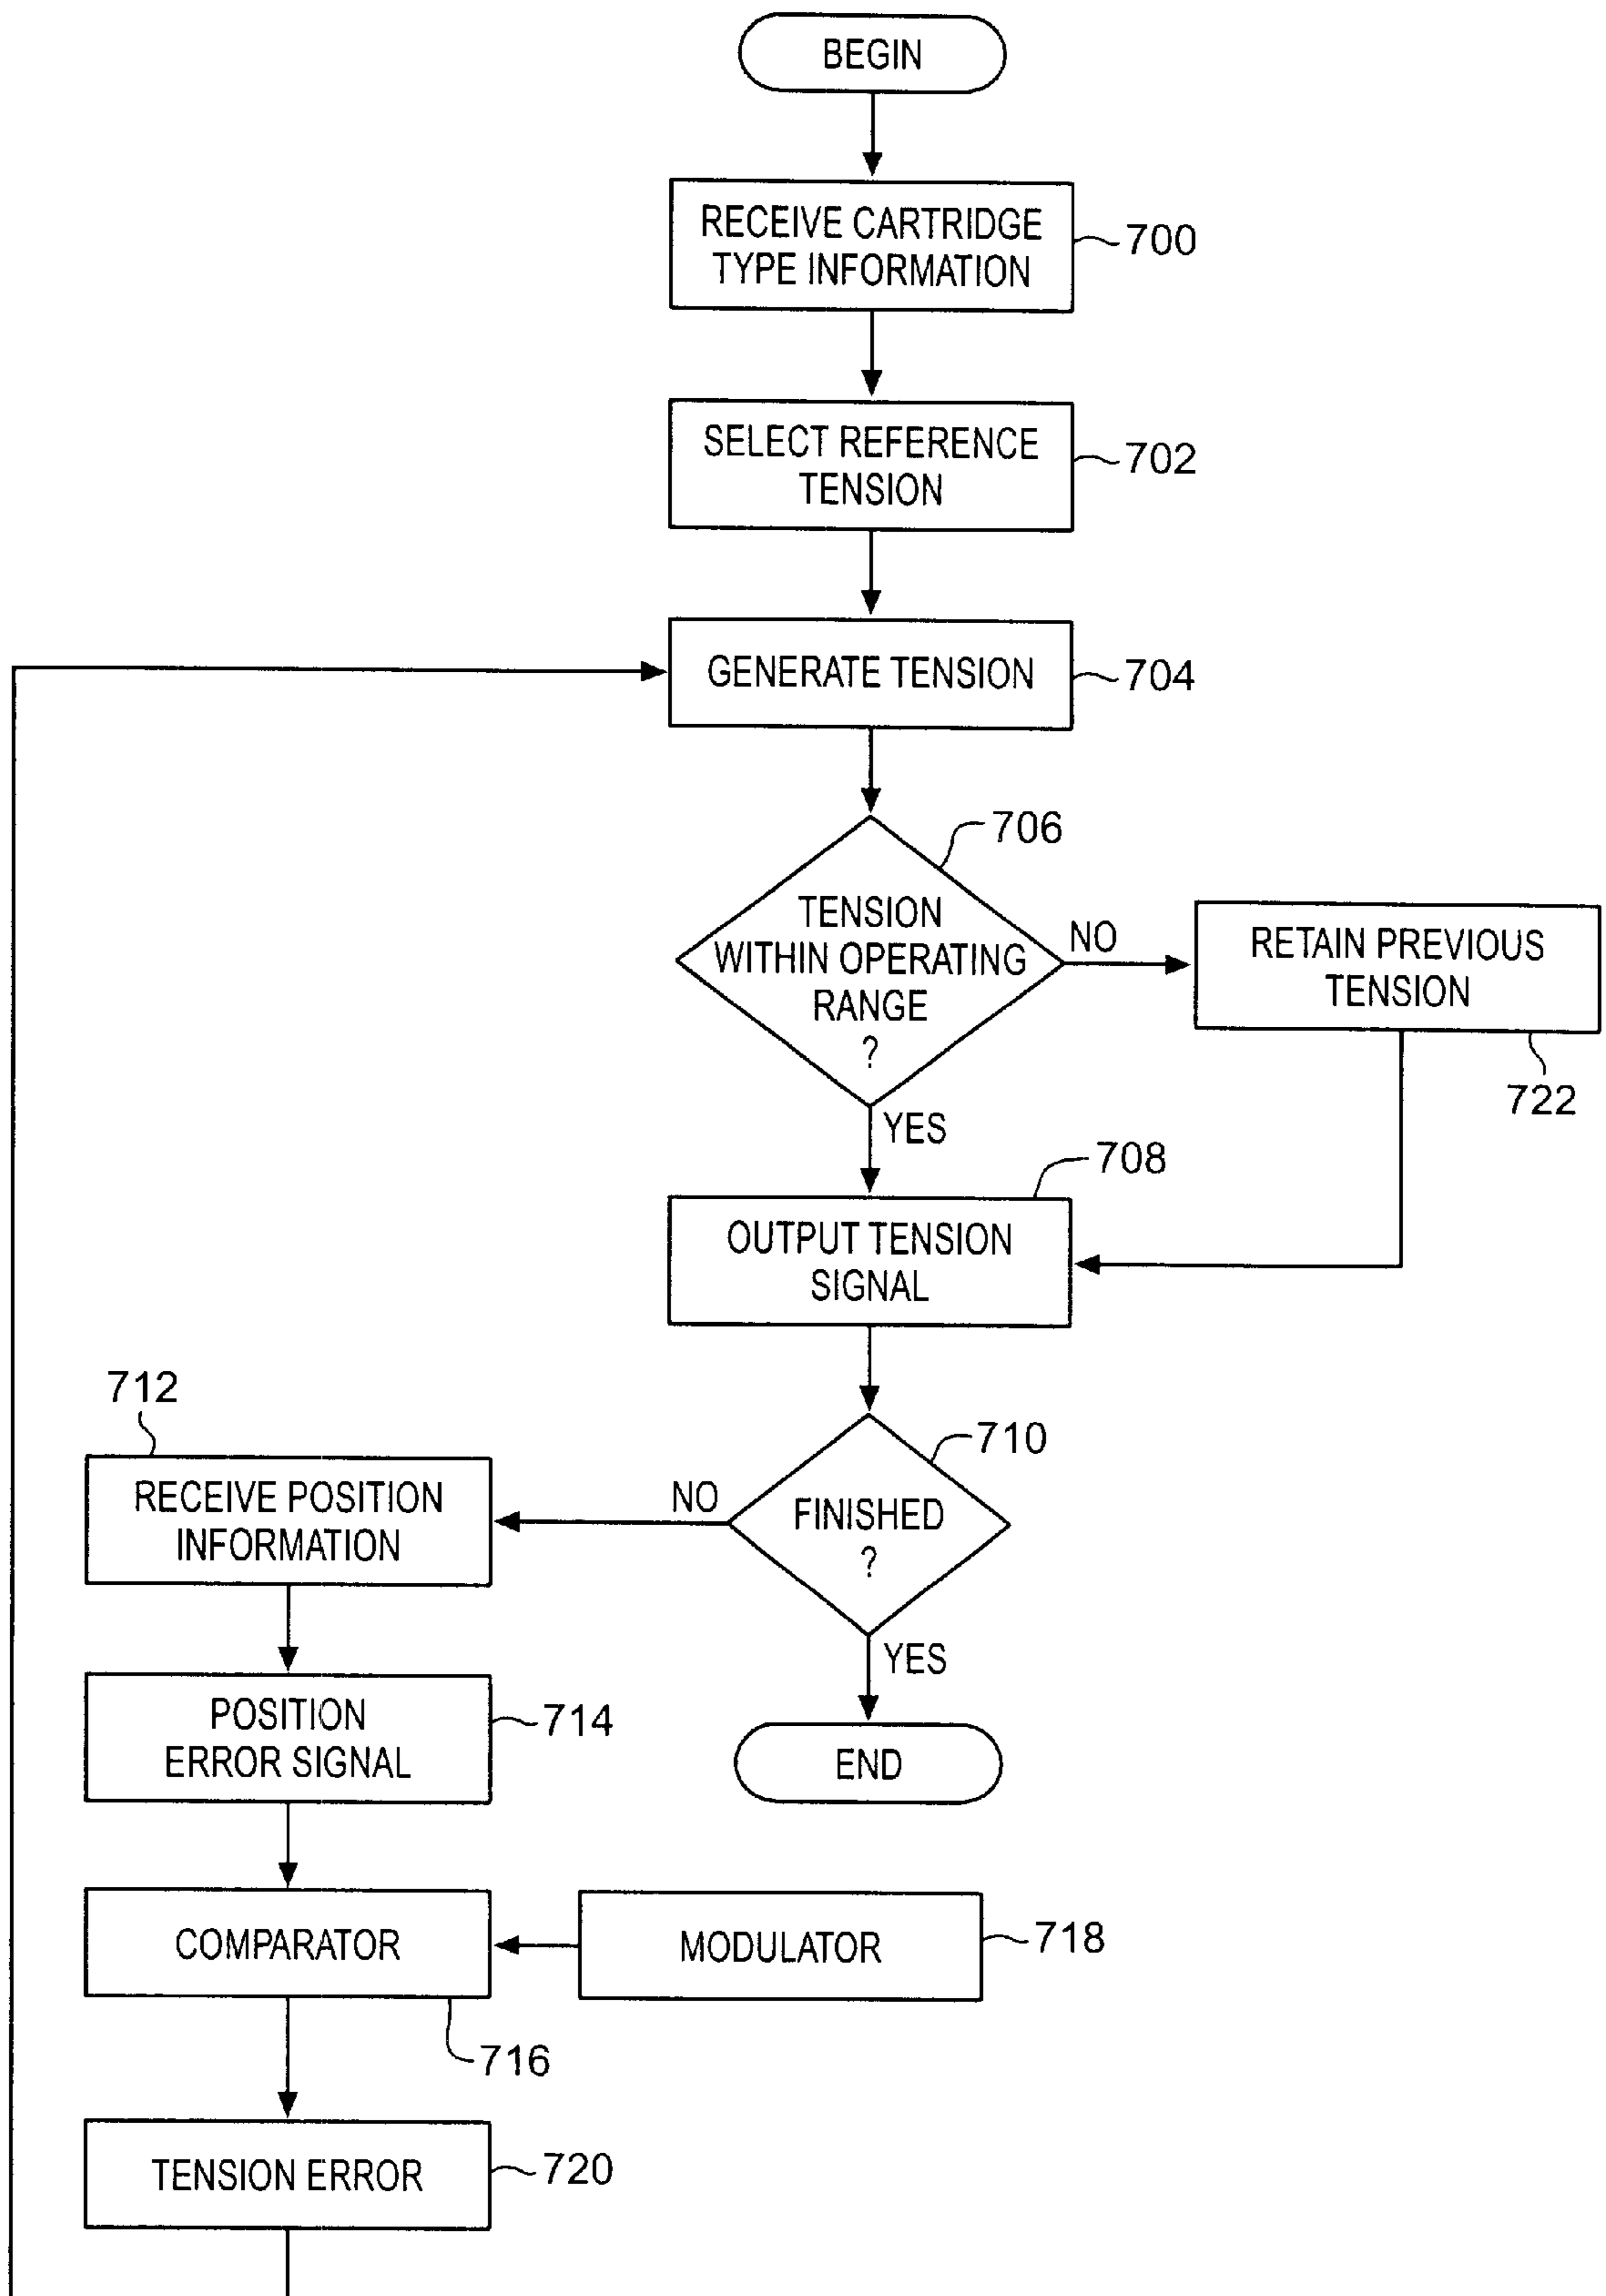 BEGIN
RECEIVE CARTRIDGE
TYPE INFORMATION
700
SELECT REFERENCE
TENSION
702
GENERATE TENSION
704
706
TENSION
WITHIN OPERATING
RANGE
?
NO
RETAIN PREVIOUS
TENSION
722
YES
708
OUTPUT TENSION
SIGNAL
712
710
RECEIVE POSITION
INFORMATION
NO
FINISHED
?
YES
POSITION
ERROR SIGNAL
714
END
COMPARATOR
MODULATOR
718
716
TENSION ERROR
720